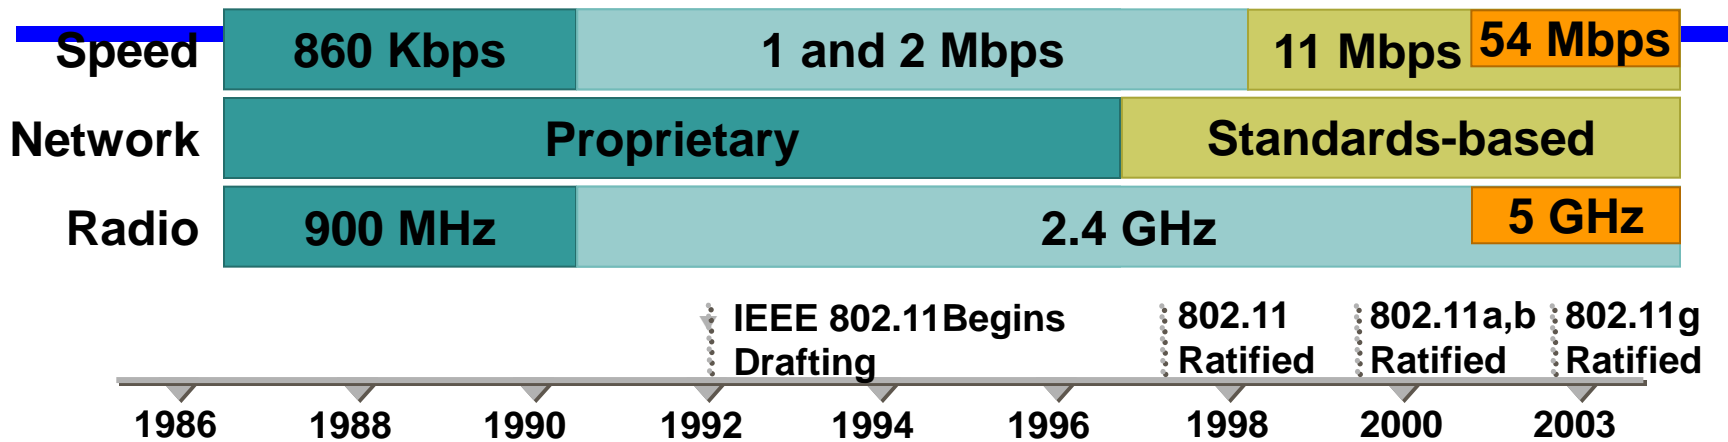 Speed 860 Kbps 1 and 2 Mbps 11 Mbps 54 Mbps
Network Proprietary Standards-based
Radio 900 MHz 2.4 GHz 5 GHz
IEEE 802.11Begins
Drafting
802.11
Ratified
802.11a,b
Ratified
802.11g
Ratified
1986 1988 1990 1992 1994 1996 1998 2000 2003